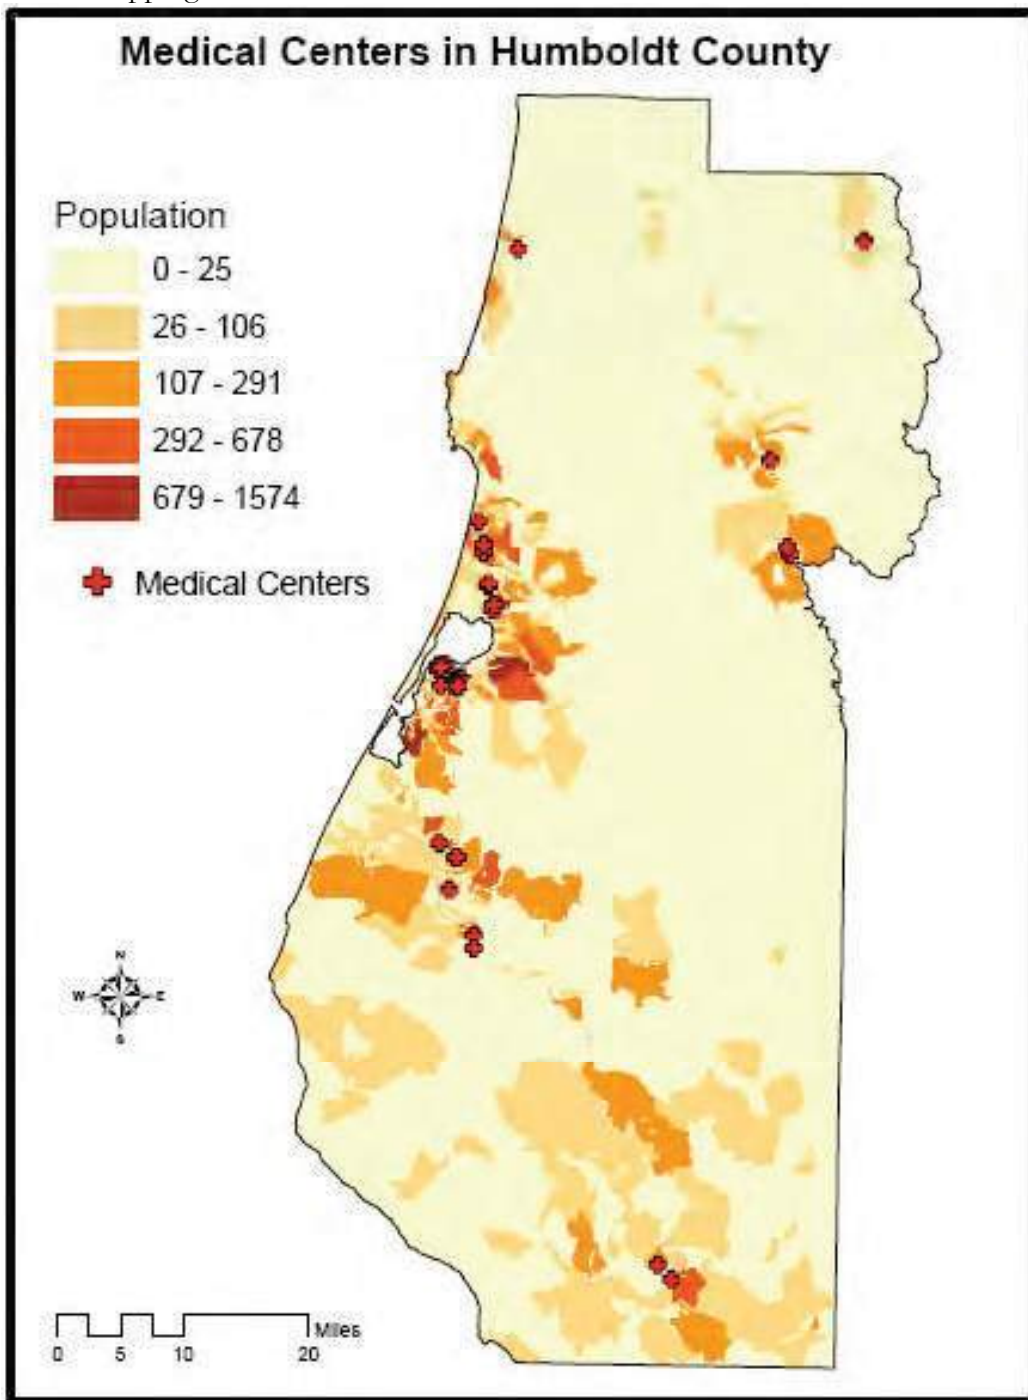 pping
Medical Centers in Humboldt County
Population
0 - 25
26 - 106
107 - 291
292 - 678
679 - 1574
Medical Centers
N
W E
S
Miles
0 5 10 20